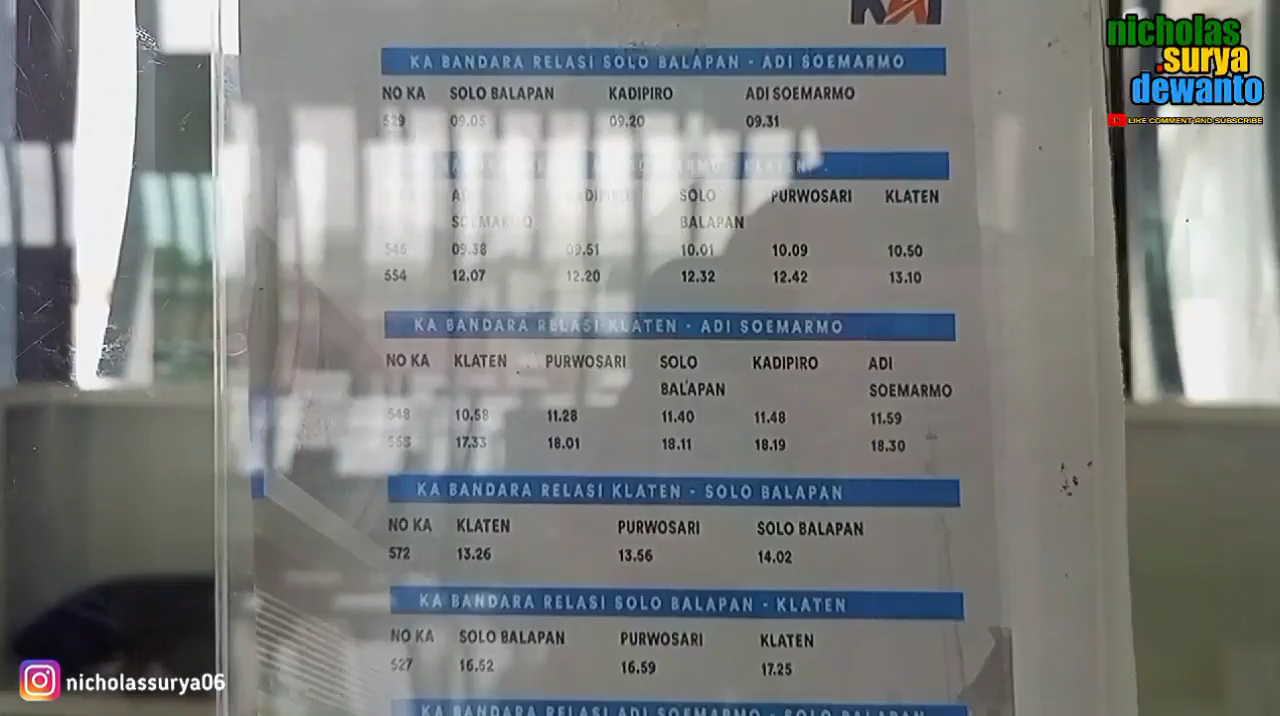 KAI
nicholas
.surya
dewanto
LIKE COMMENT AND SUBSCRIBE
KA BANDARA RELASI SOLO BALAPAN - ADI SOEMARMO
NO KA SOLO BALAPAN KADIPIRO ADI SOEMARMO
09.05 09.20 09.31
KLATEN
SOLO PURWOSARI KLATEN
SOEMARMO BALAPAN
546 09.38 09.51 10.01 10.09 10.50
554 12.07 12.20 12.32 12.42 13.10
KA BANDARA RELASI KLATEN - ADI SOEMARMO
NO KA KLATEN PURWOSARI SOLO KADIPIRO ADI
BALAPAN SOEMARMO
548 10.58 11.28 11.40 11.48 11.59
17.33 18.01 18.11 18.19 18.30
KA BANDARA RELASI KLATEN - SOLO BALAPAN
NO KA KLATEN PURWOSARI SOLO BALAPAN
572 13.26 13.56 14.02
KA BANDARA RELASI SOLO BALAPAN - KLATEN
NO KA SOLO BALAPAN PURWOSARI KLATEN
527 16.52 16.59 17.25
KA BANDARA RELASI ADI SOEMARMO - SOLO BALAPAN
nicholassurya06